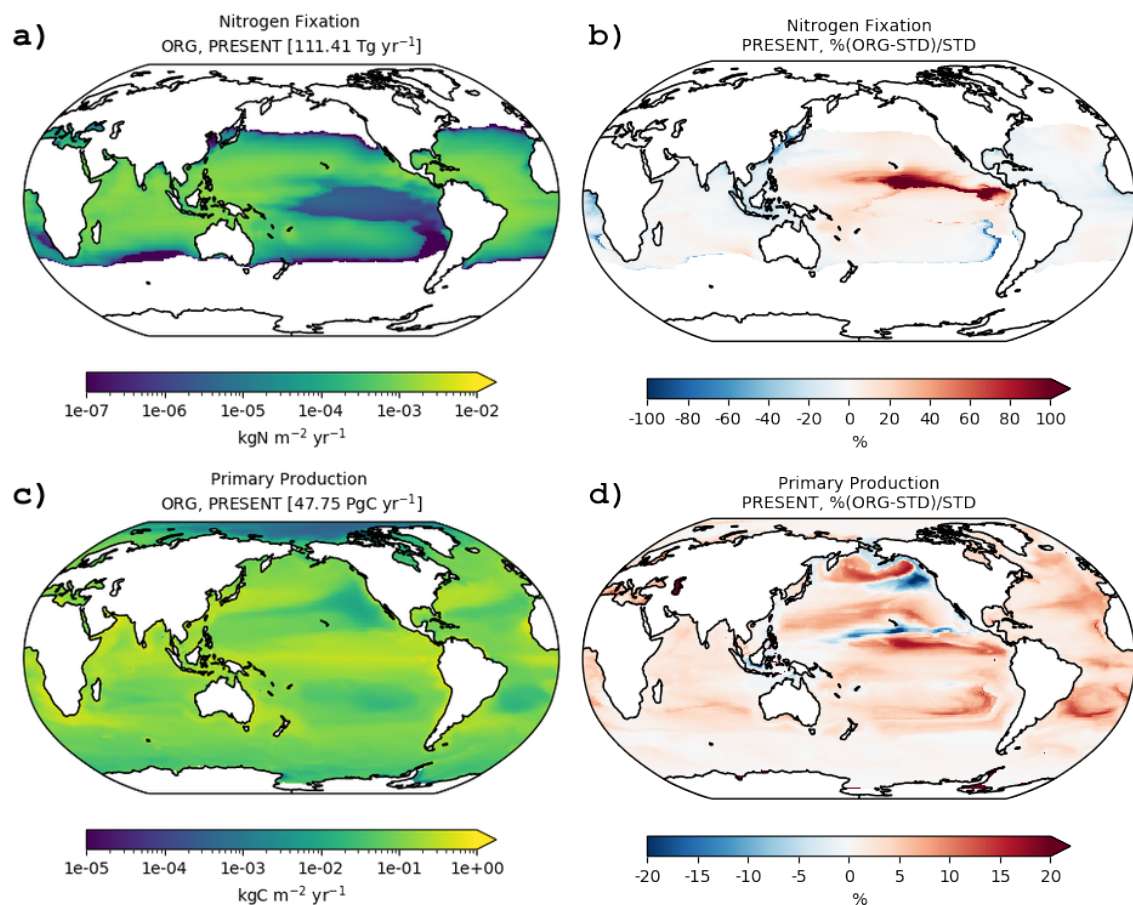 a)
Nitrogen Fixation
ORG, PRESENT [111.41 Tg yr⁻¹]
1e-07 1e-06 1e-05 1e-04 1e-03 1e-02
kgN m⁻² yr⁻¹
b)
Nitrogen Fixation
PRESENT, %(ORG-STD)/STD
-100 -80 -60 -40 -20 0 20 40 60 80 100
%
c)
Primary Production
ORG, PRESENT [47.75 PgC yr⁻¹]
1e-05 1e-04 1e-03 1e-02 1e-01 1e+00
kgC m⁻² yr⁻¹
d)
Primary Production
PRESENT, %(ORG-STD)/STD
-20 -15 -10 -5 0 5 10 15 20
%